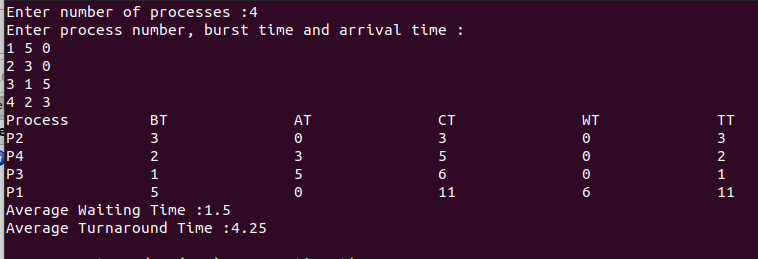 Enter number of processes :4
Enter process number, burst time and arrival time :
1 5 0
2 3 0
3 1 5
4 2 3
Process BT AT CT WT TT
P2 3 0 3 0 3
P4 2 3 5 0 2
P3 1 5 6 0 1
P1 5 0 11 6 11
Average Waiting Time :1.5
Average Turnaround Time :4.25